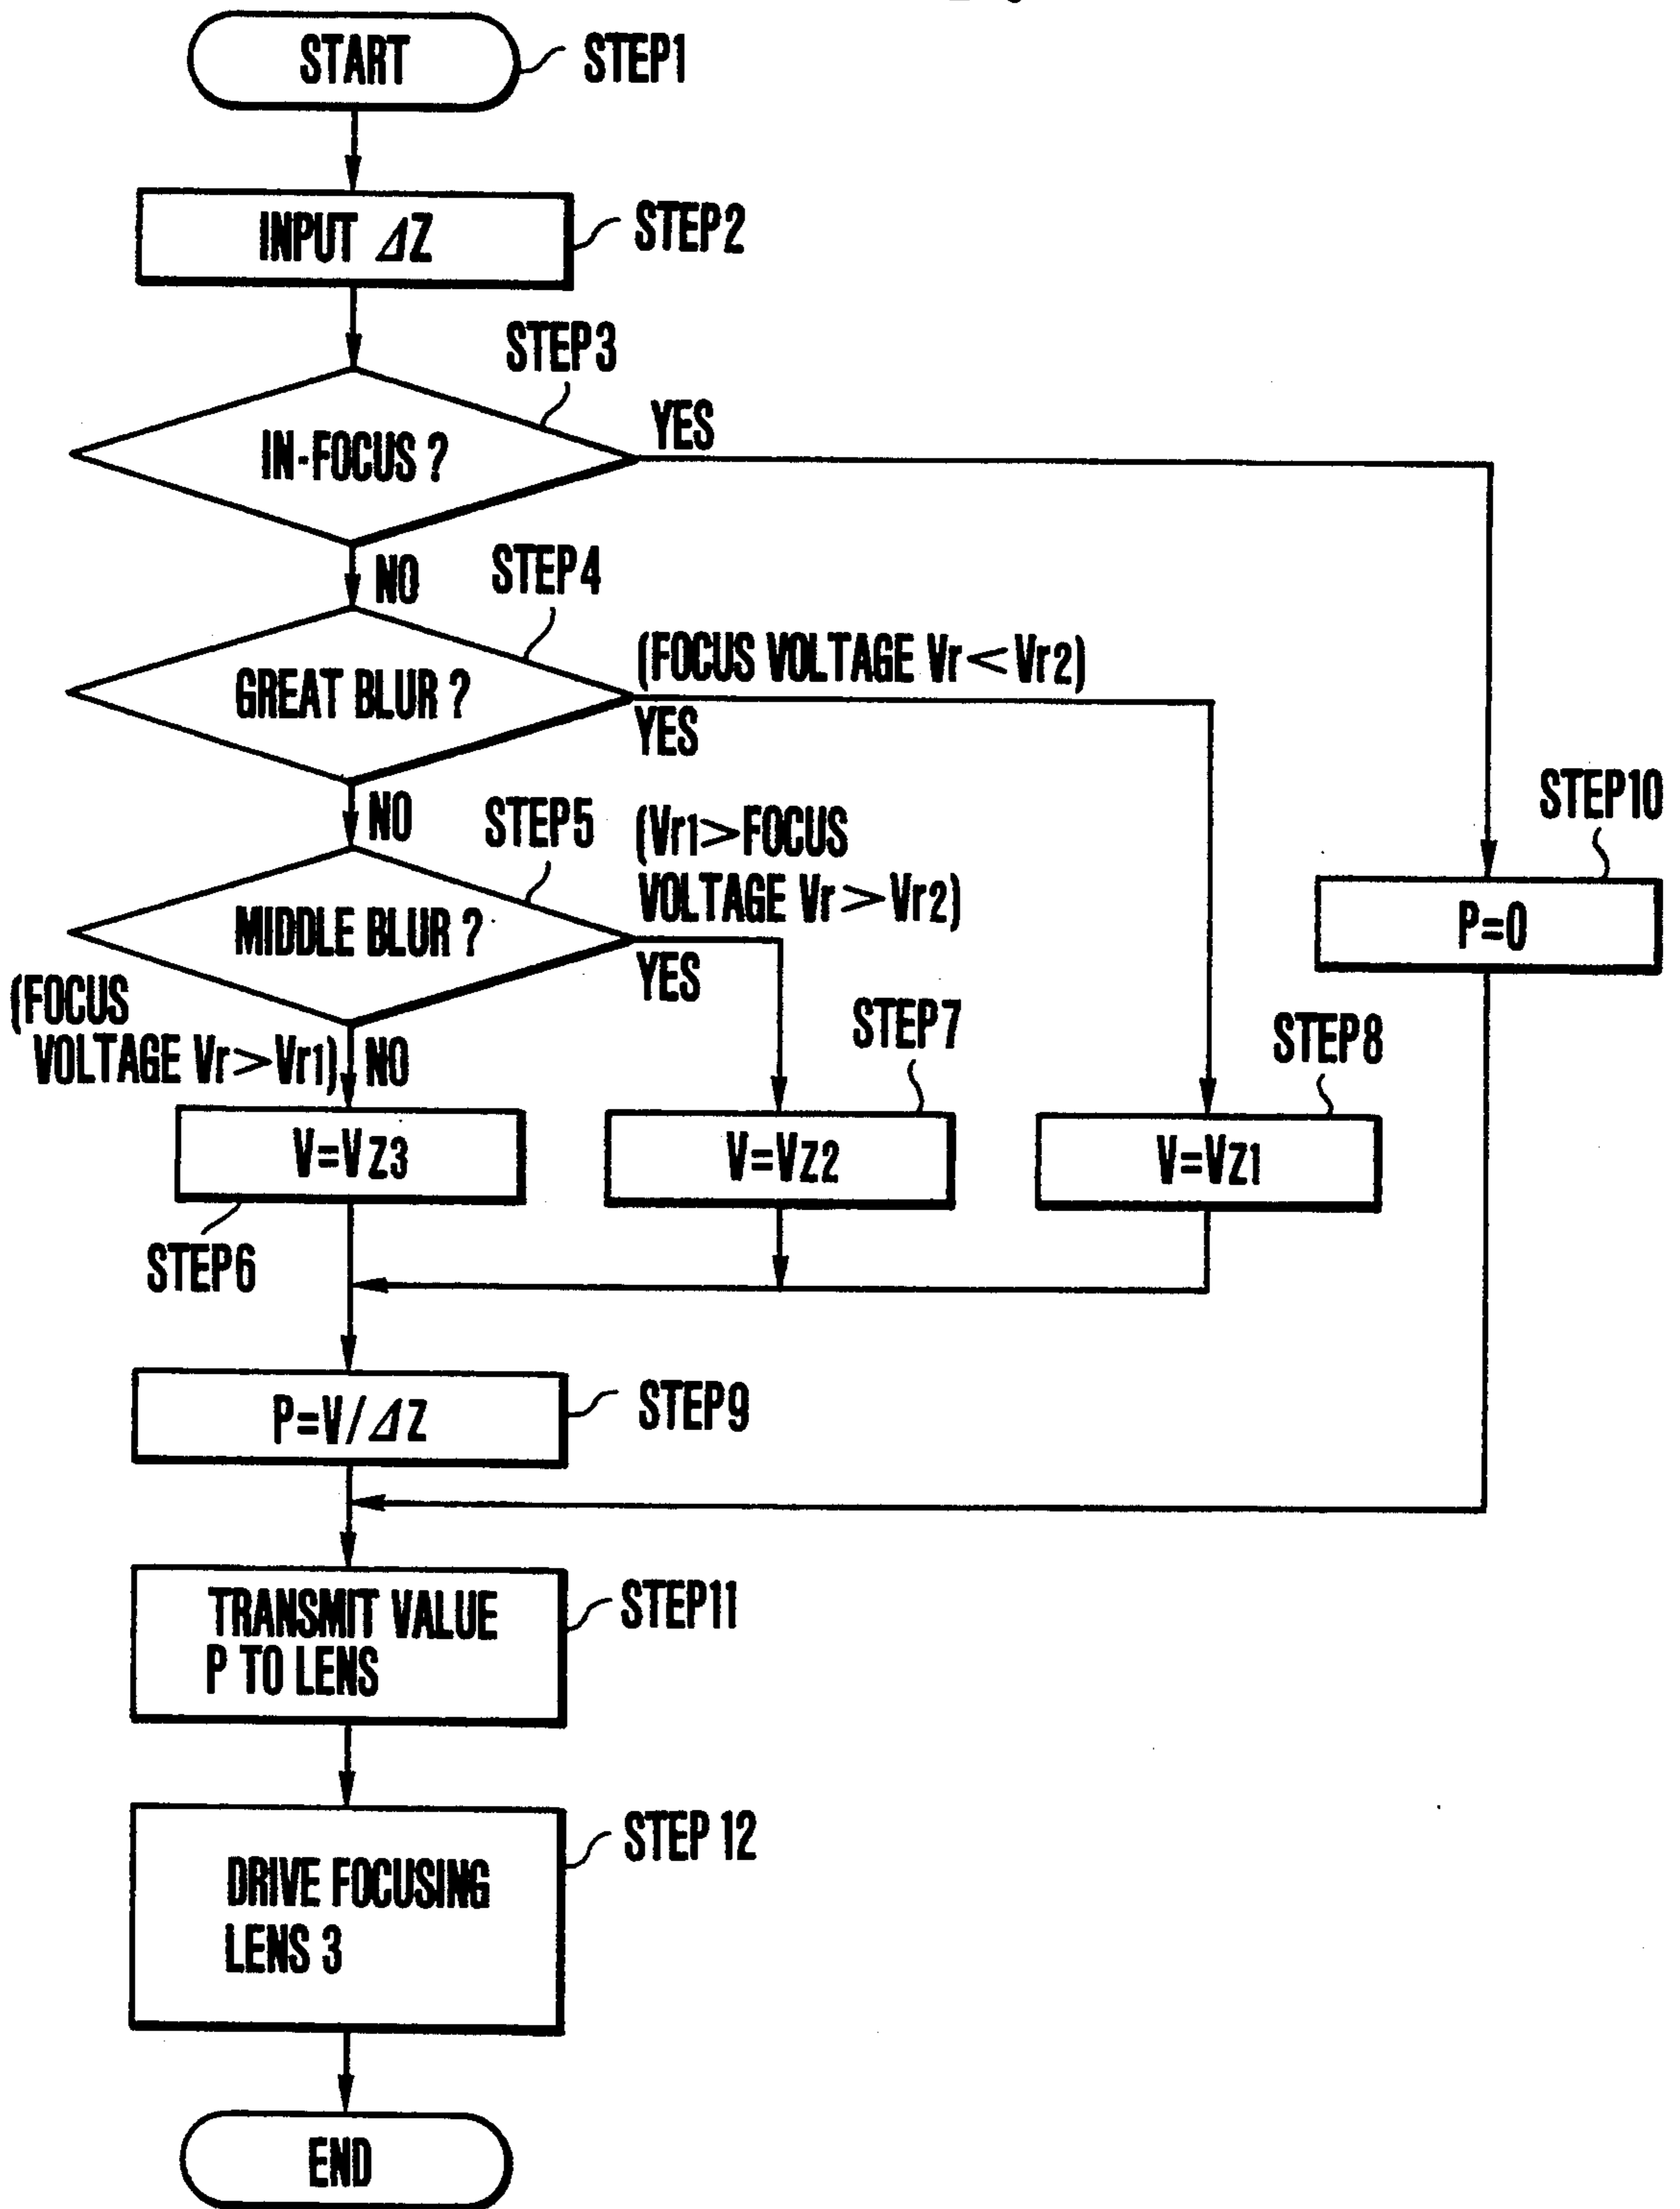 START
STEP1
INPUT ΔZ
STEP2
STEP3
IN-FOCUS ?
YES
NO
STEP4
GREAT BLUR ?
(FOCUS VOLTAGE Vr<Vr2)
YES
NO
STEP5
(Vr1>FOCUS
VOLTAGE Vr>Vr2)
STEP10
P=0
MIDDLE BLUR ?
YES
(FOCUS
VOLTAGE Vr>Vr1)
NO
STEP7
STEP8
V=VZ3
V=VZ2
V=VZ1
STEP6
P=V/ΔZ
STEP9
TRANSMIT VALUE
P TO LENS
STEP11
DRIVE FOCUSING
LENS 3
STEP 12
END